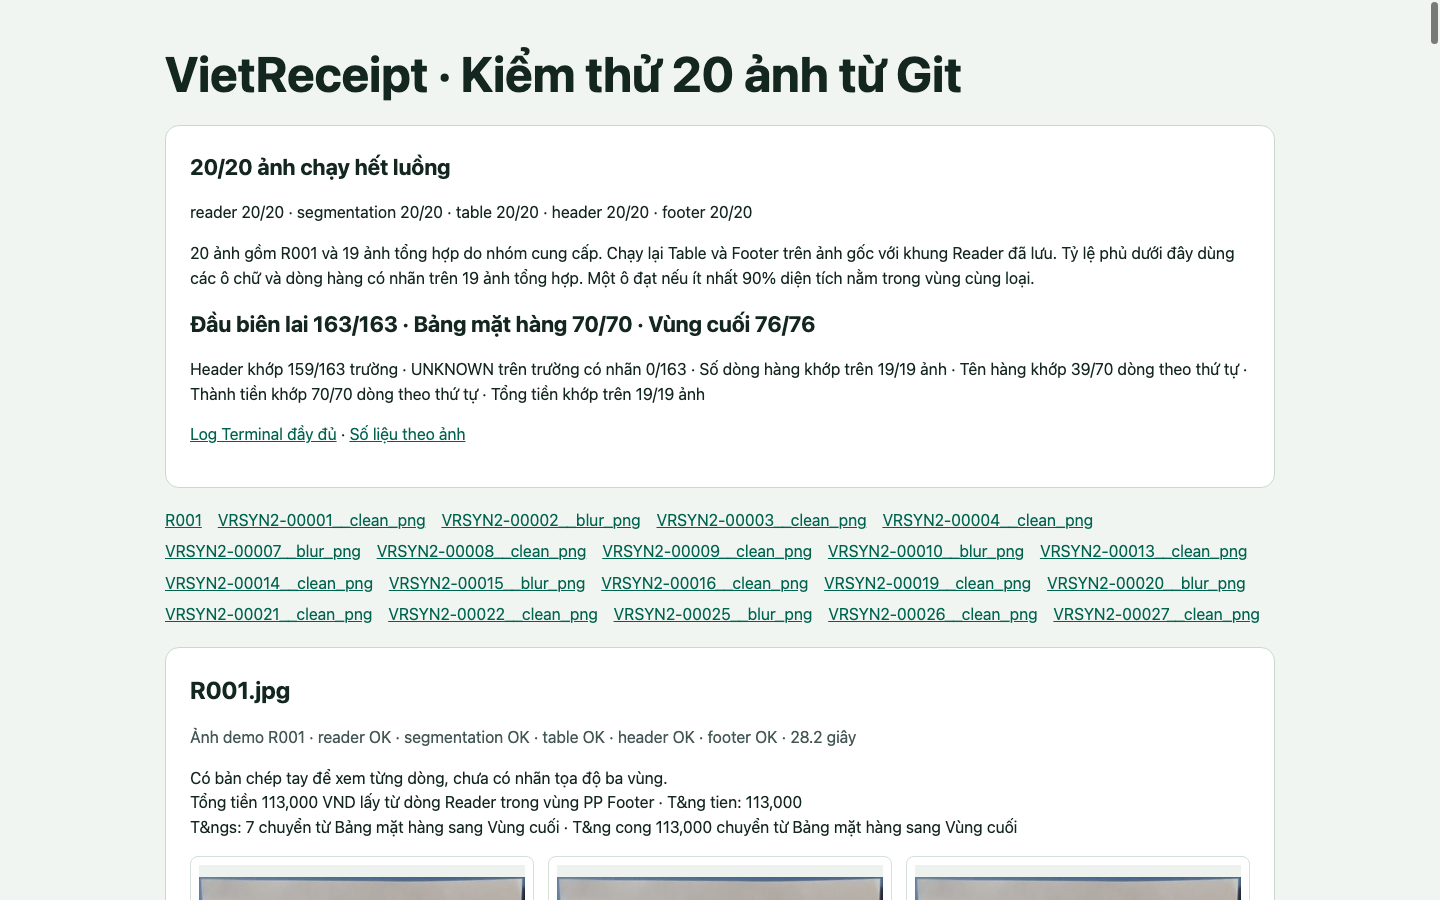 VietReceipt · Kiểm thử 20 ảnh từ Git
20/20 ảnh chạy hết luồng
reader 20/20 · segmentation 20/20 · table 20/20 · header 20/20 · footer 20/20
20 ảnh gồm R001 và 19 ảnh tổng hợp do nhóm cung cấp. Chạy lại Table và Footer trên ảnh gốc với khung Reader đã lưu. Tỷ lệ phủ dưới đây dùng
các ô chữ và dòng hàng có nhãn trên 19 ảnh tổng hợp. Một ô đạt nếu ít nhất 90% diện tích nằm trong vùng cùng loại.
Đầu biên lai 163/163 · Bảng mặt hàng 70/70 · Vùng cuối 76/76
Header khớp 159/163 trường · UNKNOWN trên trường có nhãn 0/163 · Số dòng hàng khớp trên 19/19 ảnh · Tên hàng khớp 39/70 dòng theo thứ tự ·
Thành tiền khớp 70/70 dòng theo thứ tự · Tổng tiền khớp trên 19/19 ảnh
Log Terminal đầy đủ · Số liệu theo ảnh
R001 VRSYN2-00001__clean_png VRSYN2-00002__blur_png VRSYN2-00003__clean_png VRSYN2-00004__clean_png
VRSYN2-00007__blur_png VRSYN2-00008__clean_png VRSYN2-00009__clean_png VRSYN2-00010__blur_png VRSYN2-00013__clean_png
VRSYN2-00014__clean_png VRSYN2-00015__blur_png VRSYN2-00016__clean_png VRSYN2-00019__clean_png VRSYN2-00020__blur_png
VRSYN2-00021__clean_png VRSYN2-00022__clean_png VRSYN2-00025__blur_png VRSYN2-00026__clean_png VRSYN2-00027__clean_png
R001.jpg
Ảnh demo R001 · reader OK · segmentation OK · table OK · header OK · footer OK · 28.2 giây
Có bản chép tay để xem từng dòng, chưa có nhãn tọa độ ba vùng.
Tổng tiền 113,000 VND lấy từ dòng Reader trong vùng PP Footer · T&ng tien: 113,000
T&ngs: 7 chuyển từ Bảng mặt hàng sang Vùng cuối · T&ng cong 113,000 chuyển từ Bảng mặt hàng sang Vùng cuối